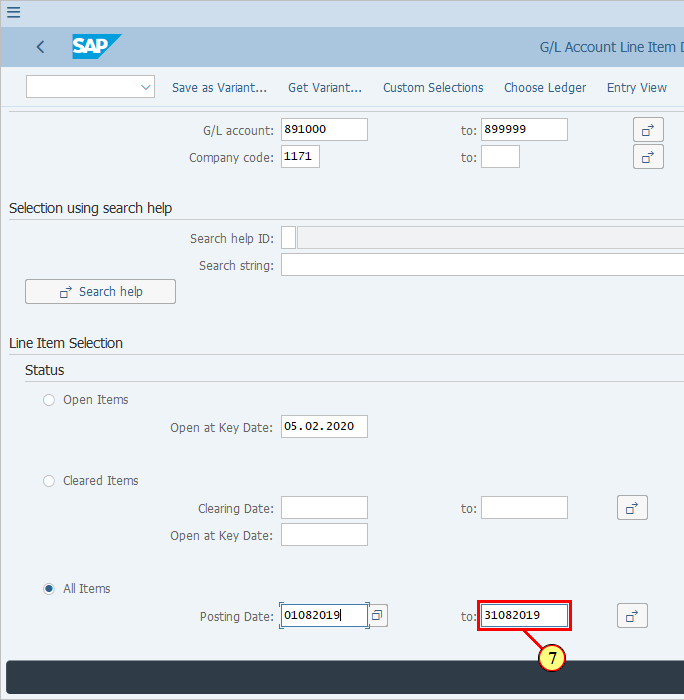 SAP
G/L Account Line Item D
Save as Variant... Get Variant... Custom Selections Choose Ledger Entry View
G/L account: 891000 to: 899999
Company code: 1171 to:
Selection using search help
Search help ID:
Search string:
Search help
Line Item Selection
Status
Open Items
Open at Key Date: 05.02.2020
Cleared Items
Clearing Date: to:
Open at Key Date:
All Items
Posting Date: 01082019 to: 31082019
7